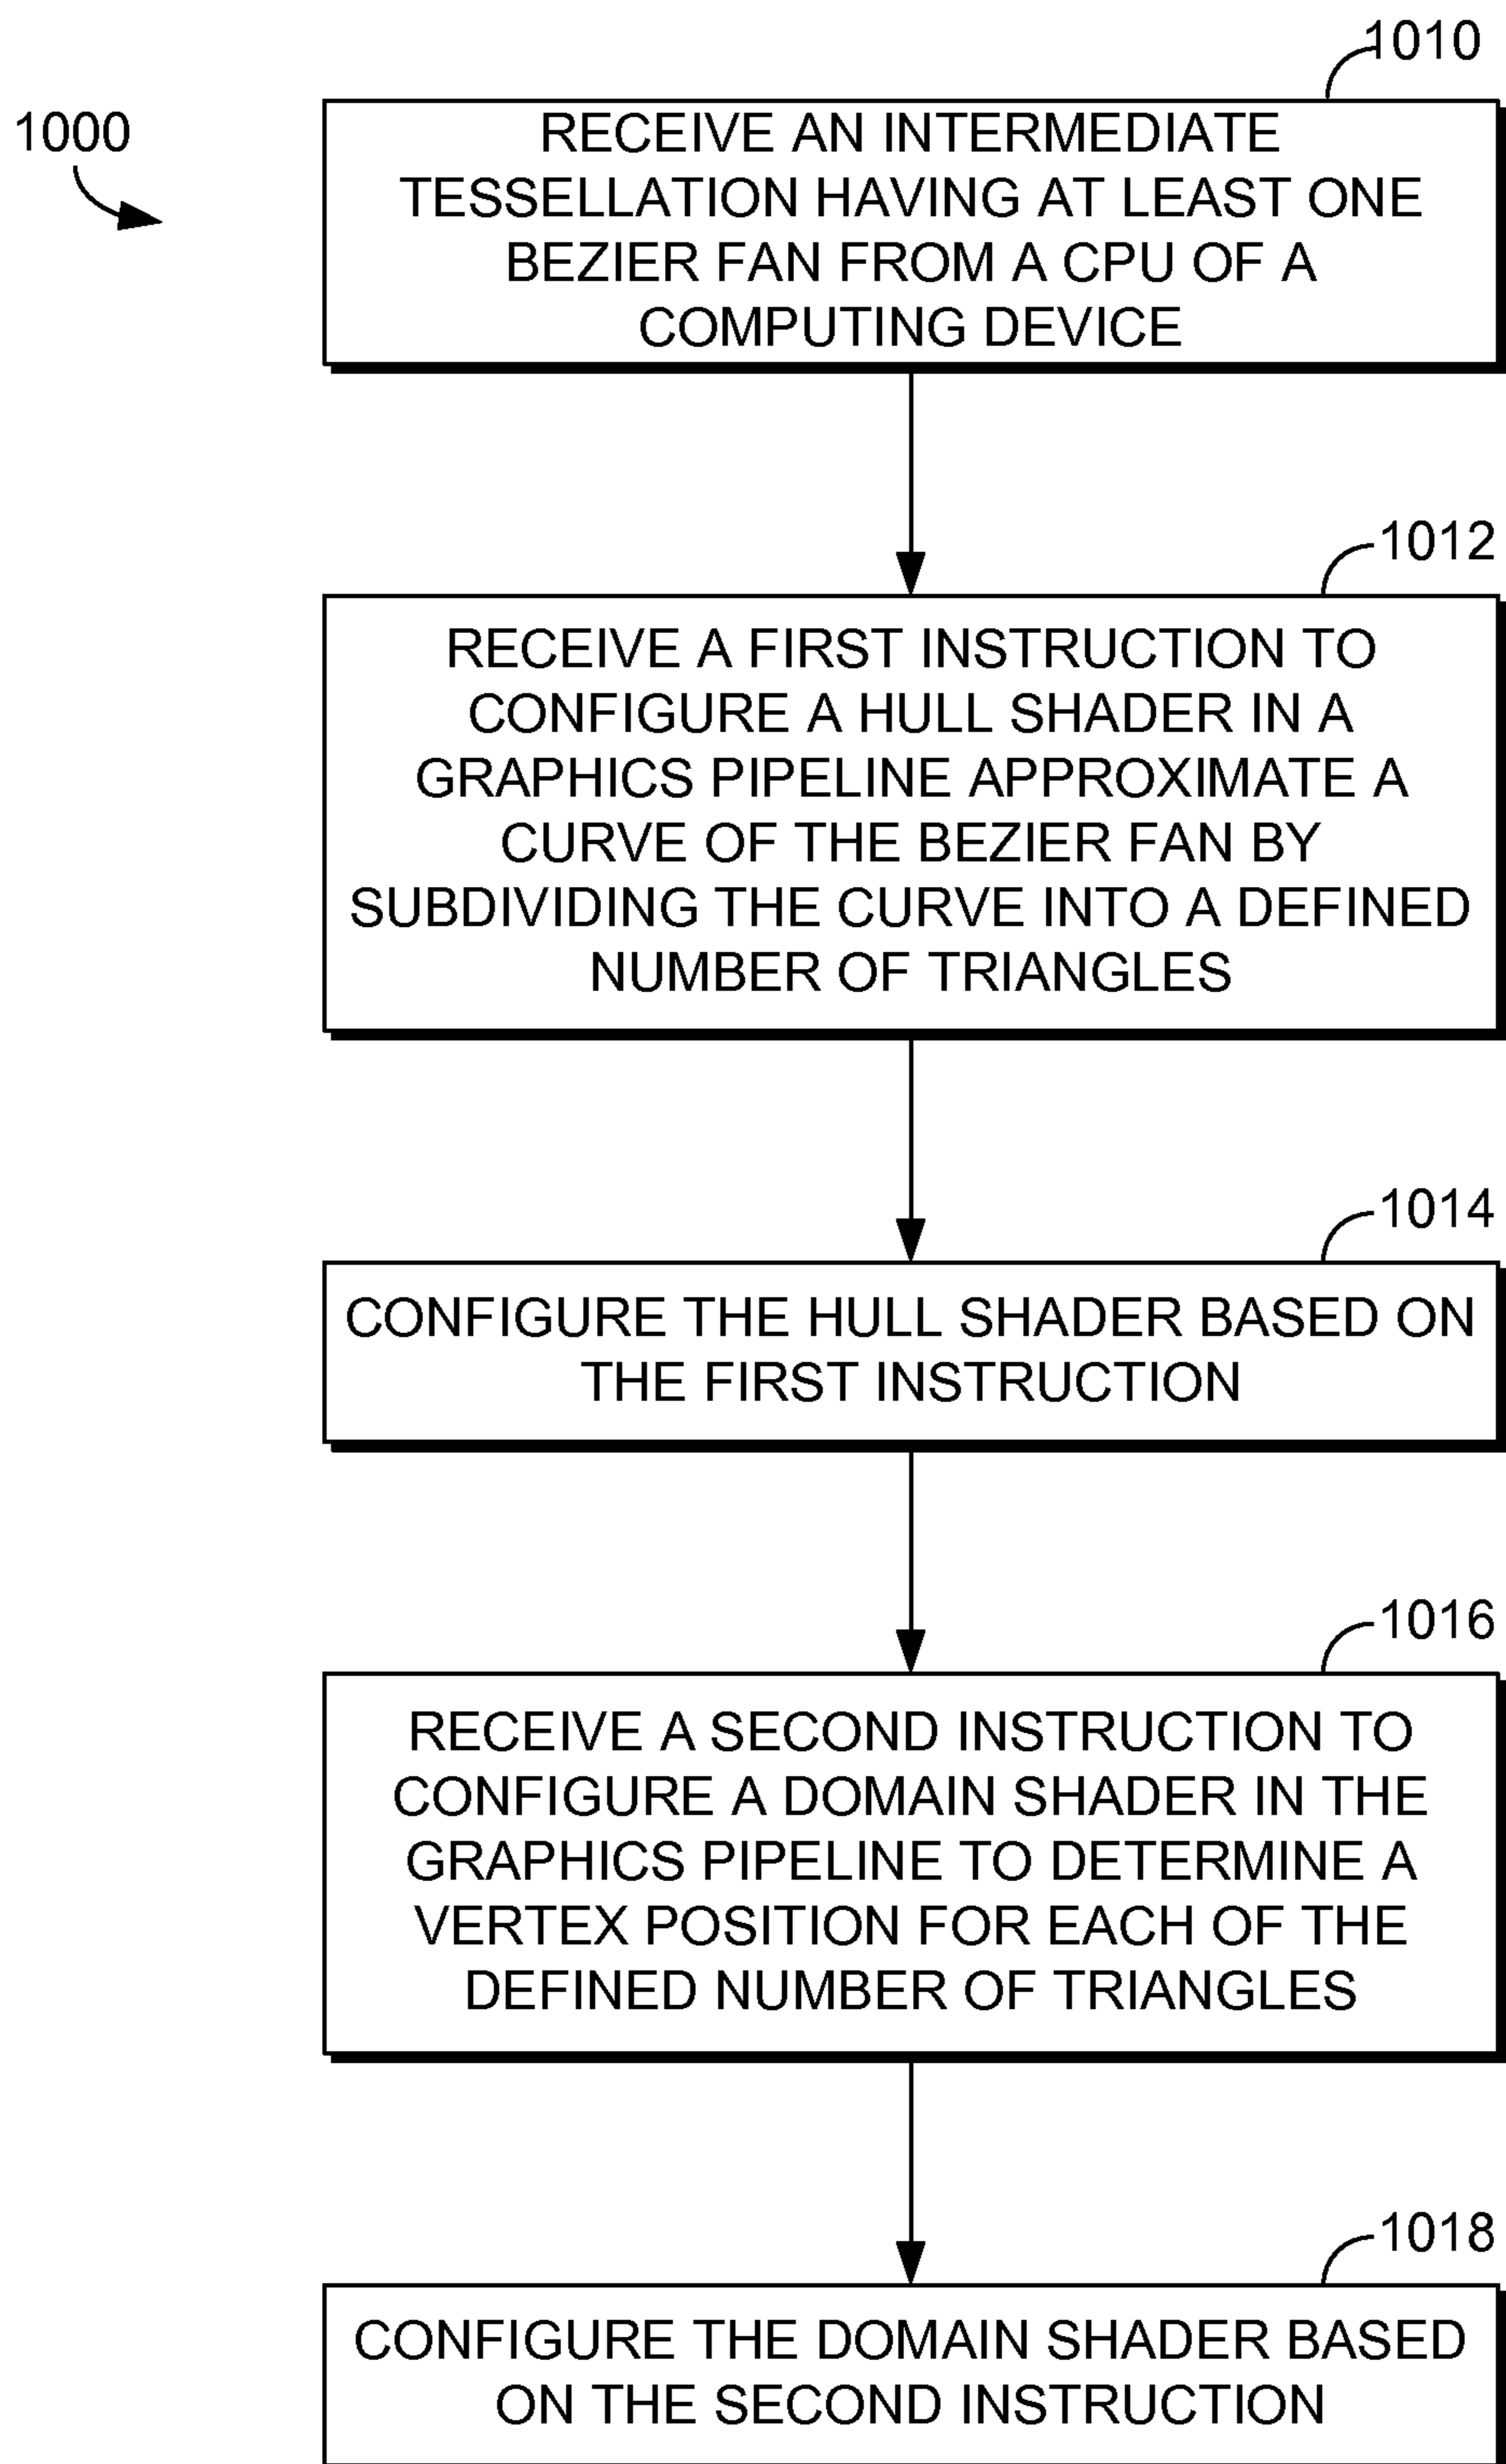 1010
1000
RECEIVE AN INTERMEDIATE
TESSELLATION HAVING AT LEAST ONE
BEZIER FAN FROM A CPU OF A
COMPUTING DEVICE
1012
RECEIVE A FIRST INSTRUCTION TO
CONFIGURE A HULL SHADER IN A
GRAPHICS PIPELINE APPROXIMATE A
CURVE OF THE BEZIER FAN BY
SUBDIVIDING THE CURVE INTO A DEFINED
NUMBER OF TRIANGLES
1014
CONFIGURE THE HULL SHADER BASED ON
THE FIRST INSTRUCTION
1016
RECEIVE A SECOND INSTRUCTION TO
CONFIGURE A DOMAIN SHADER IN THE
GRAPHICS PIPELINE TO DETERMINE A
VERTEX POSITION FOR EACH OF THE
DEFINED NUMBER OF TRIANGLES
1018
CONFIGURE THE DOMAIN SHADER BASED
ON THE SECOND INSTRUCTION